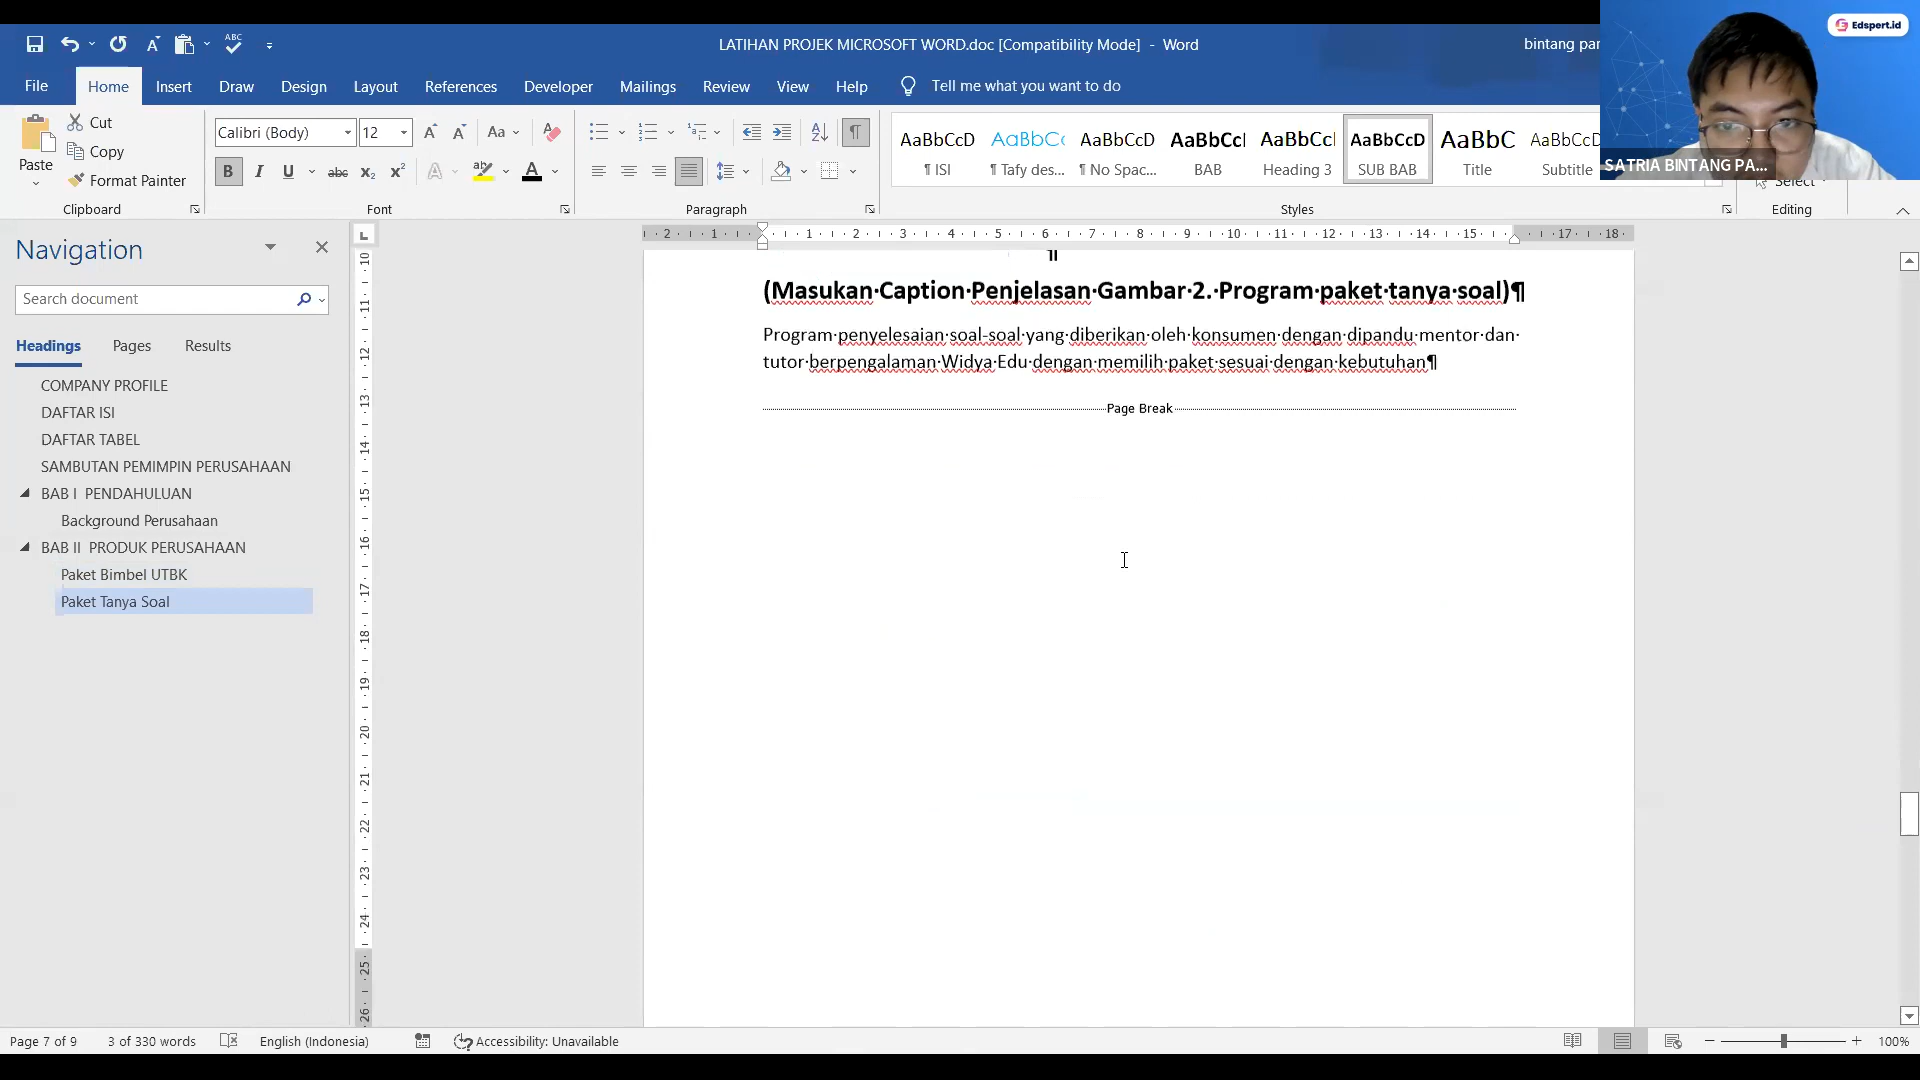 LATIHAN PROJEK MICROSOFT WORD.doc [Compatibility Mode] - Word
bintang par
Edspert.id
File Home Insert Draw Design Layout References Developer Mailings Review View Help Tell me what you want to do
SATRIA BINTANG PA...
Paste
Cut
Copy
Format Painter
Clipboard
Calibri (Body) 12
Font
Paragraph
AaBbCcD ¶ ISI
AaBbCc ¶ Tafy des...
AaBbCcD ¶ No Spac...
AaBbCcI BAB
AaBbCcI Heading 3
AaBbCcD SUB BAB
AaBbC Title
AaBbCcD Subtitle
Styles
Select
Editing
Navigation
Search document
Headings Pages Results
COMPANY PROFILE
DAFTAR ISI
DAFTAR TABEL
SAMBUTAN PEMIMPIN PERUSAHAAN
BAB I PENDAHULUAN
Background Perusahaan
BAB II PRODUK PERUSAHAAN
Paket Bimbel UTBK
Paket Tanya Soal
¶
(Masukan·Caption·Penjelasan·Gambar·2.·Program·paket·tanya·soal)¶
Program·penyelesaian·soal-soal·yang·diberikan·oleh·konsumen·dengan·dipandu·mentor·dan·
tutor·berpengalaman·Widya·Edu·dengan·memilih·paket·sesuai·dengan·kebutuhan¶
Page Break
Page 7 of 9 3 of 330 words English (Indonesia) Accessibility: Unavailable 100%